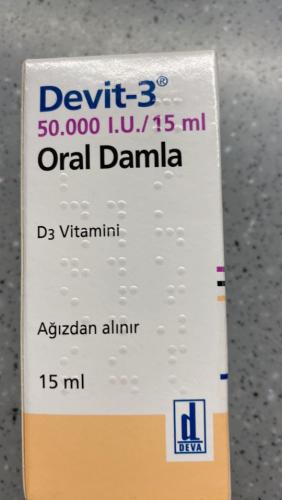 Devit-3®
50.000 I.U./15 ml
Oral Damla
D3 Vitamini
Ağızdan alınır
15 ml
d
DEVA